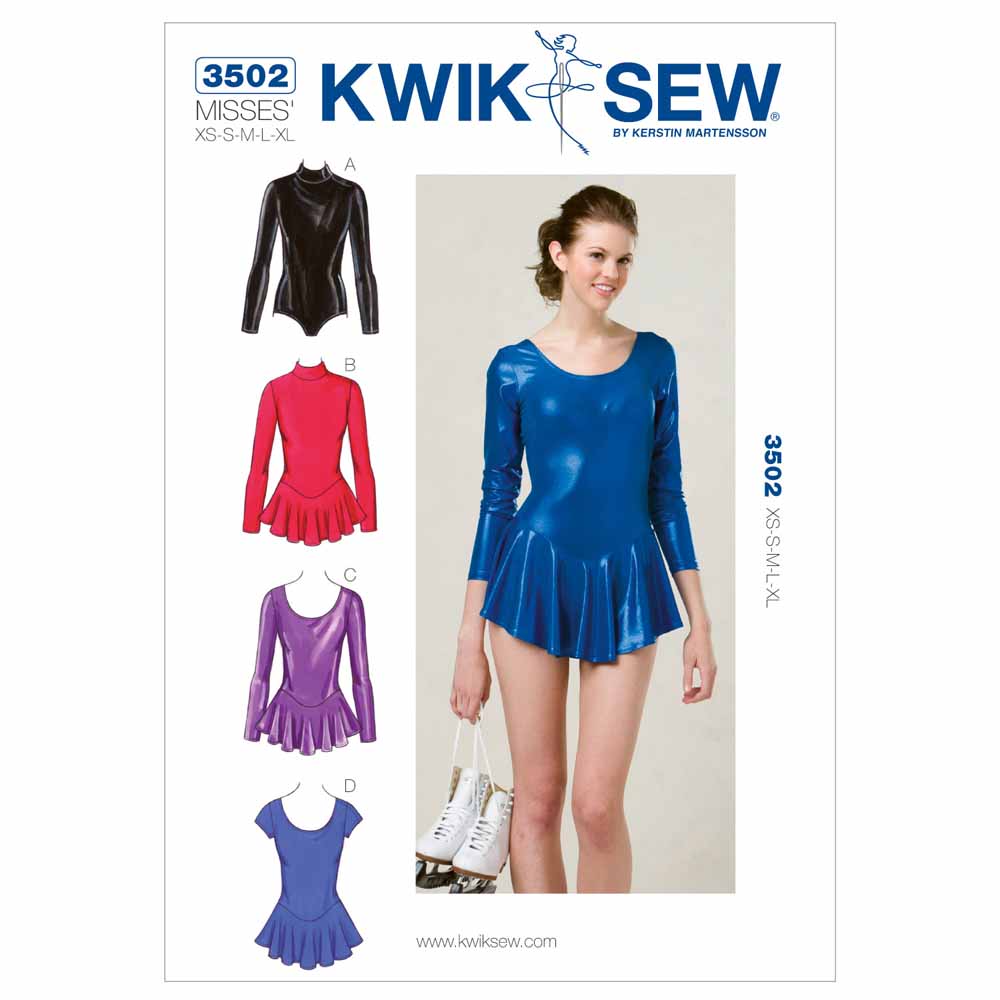 3502
MISSES'
XS-S-M-L-XL
KWIK SEW®
BY KERSTIN MARTENSSON
A
B
C
D
3502 XS-S-M-L-XL
www.kwiksew.com